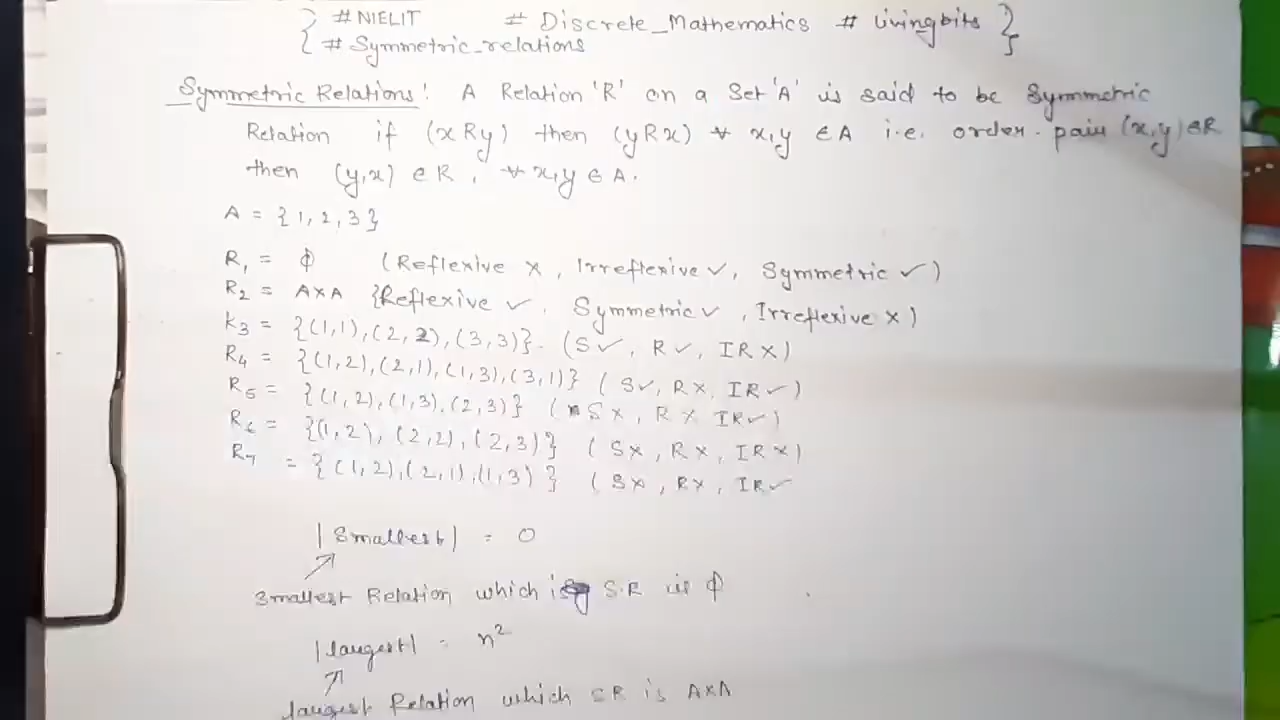 { #NIELIT # Discrete_Mathematics # livingbits }
{ # Symmetric_relations }
Symmetric Relations! A Relation 'R' on a Set 'A' is said to be Symmetric
Relation if (xRy) then (yRx) ∀ x,y ∈ A i.e. order-pair (x,y) ∈ R
then (y,x) ∈ R, ∀ x,y ∈ A.
A = {1, 2, 3}
R₁ = ϕ (Reflexive ×, Irreflexive ✓, Symmetric ✓)
R₂ = A×A {Reflexive ✓, Symmetric ✓, Irreflexive ×)
R₃ = {(1,1), (2,2), (3,3)}. (S✓, R✓, IR×)
R₄ = {(1,2), (2,1), (1,3), (3,1)} (S✓, R×, IR✓)
R₅ = {(1,2), (1,3), (2,3)} (S×, R×, IR✓)
R₆ = {(1,2), (2,2), (2,3)} (S×, R×, IR×)
R₇ = {(1,2), (2,1), (1,3)} (S×, R×, IR✓
|Smallest| = 0
Smallest Relation which is S.R is ϕ
|largest| = n²
largest Relation which SR is A×A